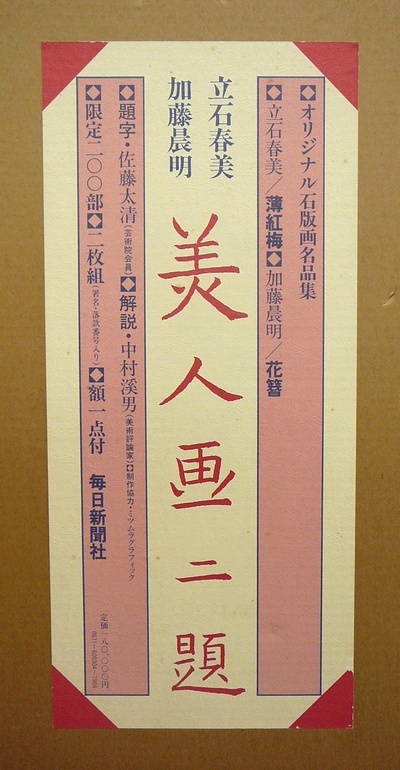 ◆オリジナル石版画名品集
◆立石春美／薄紅梅◆加藤晨明／花簪
立石春美
加藤晨明
美人画二題
◆題字・佐藤太清(芸術院会員)◆解説・中村溪男(美術評論家)◘制作協力・ミツムラグラフィック
◆限定二〇〇部◆二枚組(署名・落款番号入り)◆額一点付 毎日新聞社
定価一八〇、〇〇〇円